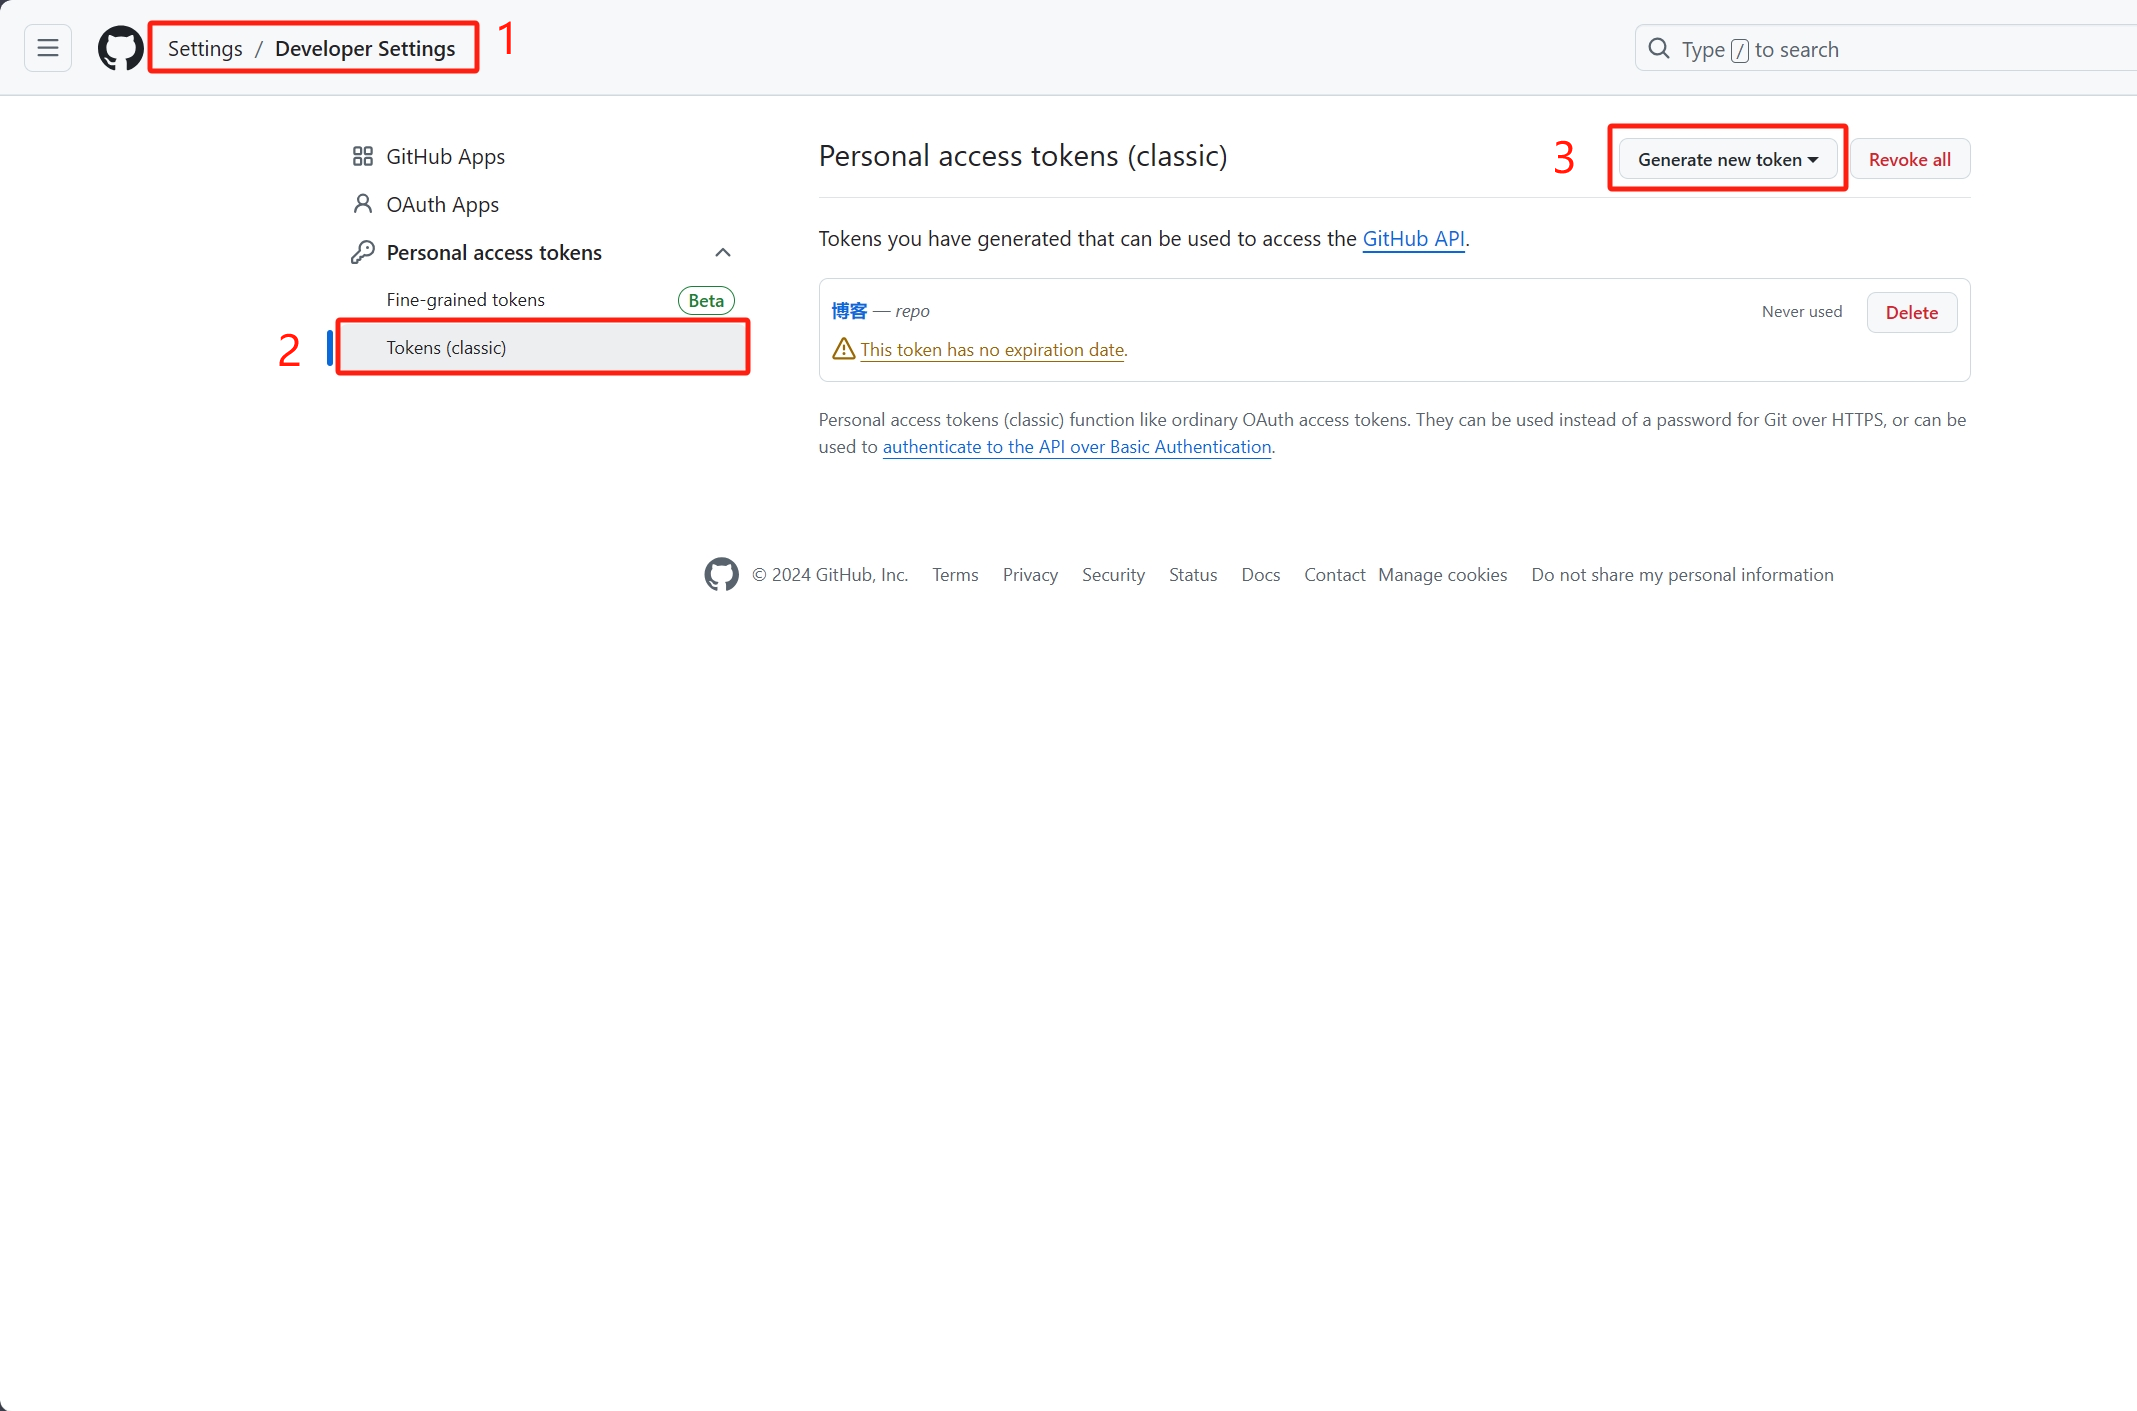 Settings / Developer Settings 1
Type / to search
GitHub Apps
OAuth Apps
Personal access tokens
Fine-grained tokens Beta
2 Tokens (classic)
Personal access tokens (classic)
3 Generate new token Revoke all
Tokens you have generated that can be used to access the GitHub API.
博客 — repo Never used Delete
This token has no expiration date.
Personal access tokens (classic) function like ordinary OAuth access tokens. They can be used instead of a password for Git over HTTPS, or can be
used to authenticate to the API over Basic Authentication.
© 2024 GitHub, Inc. Terms Privacy Security Status Docs Contact Manage cookies Do not share my personal information